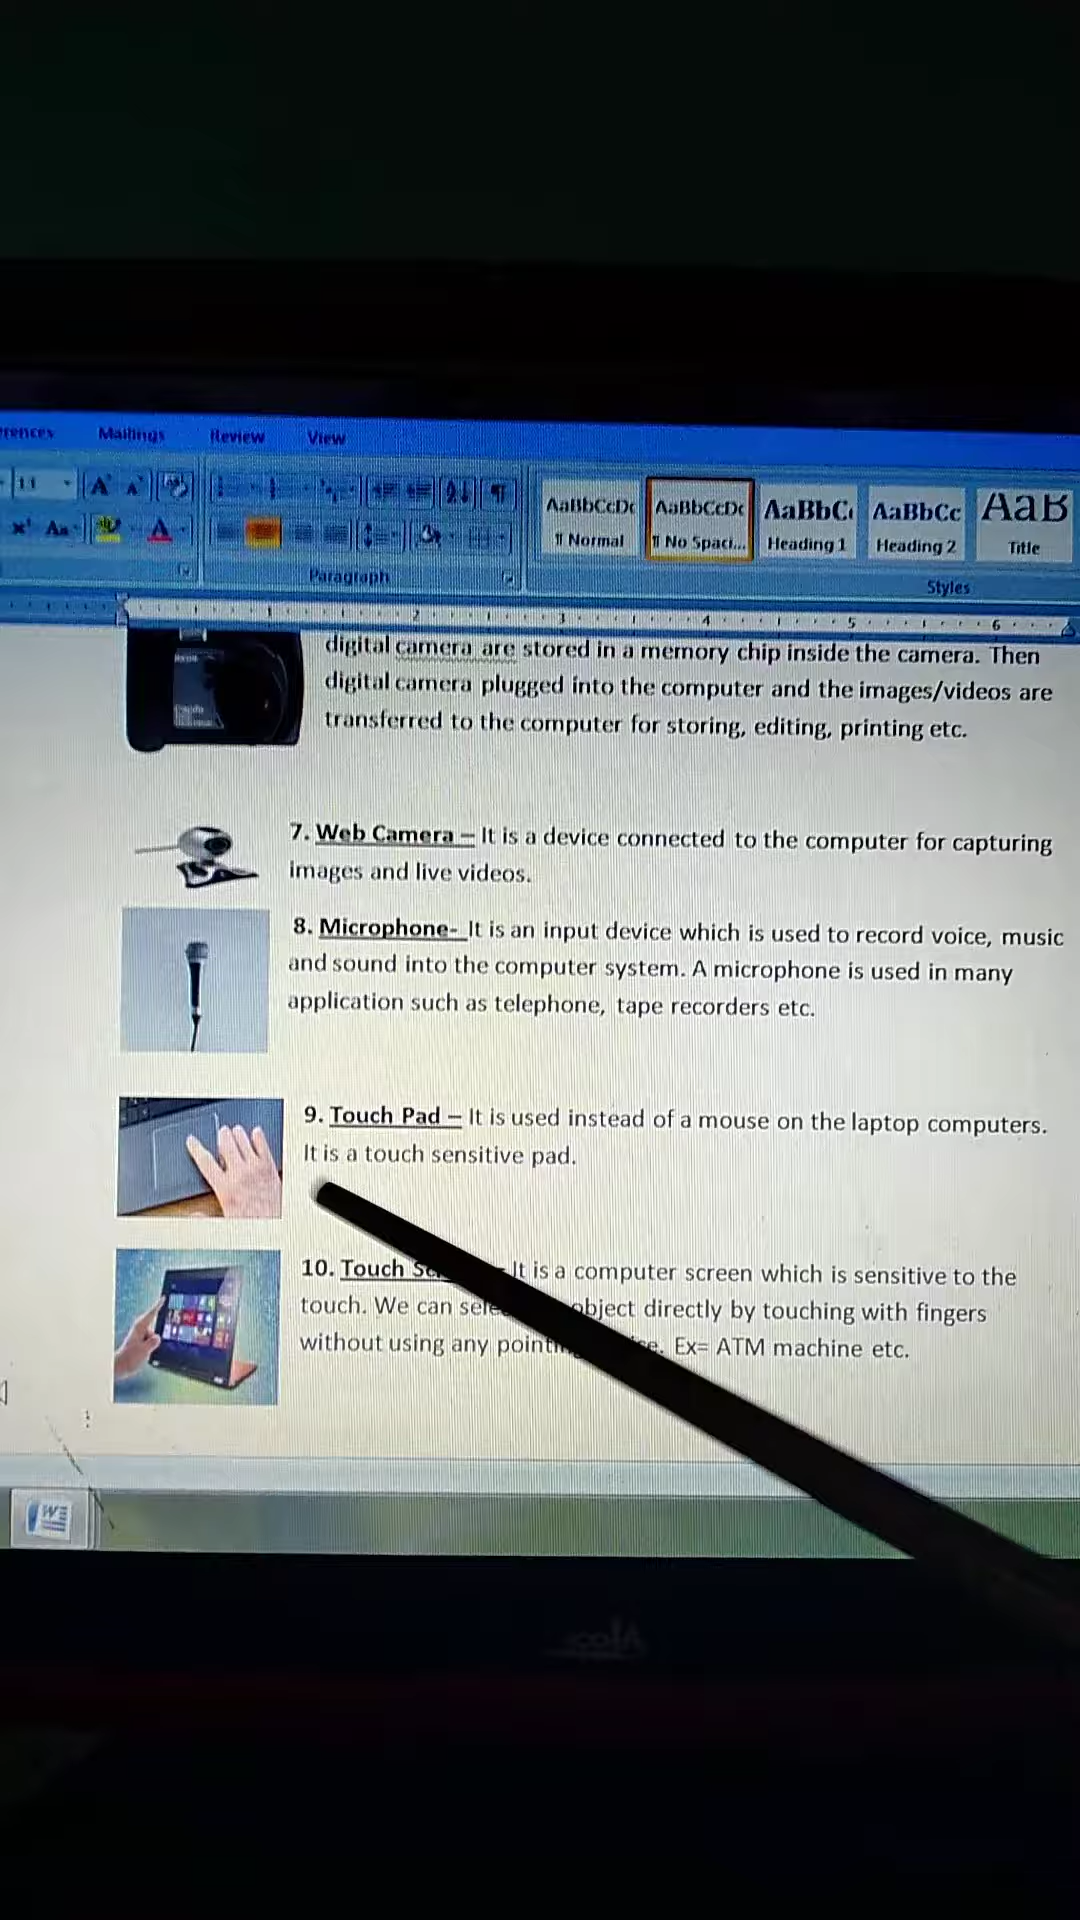 Mailings Review View
11
Paragraph
AaBbCcDc AaBbCcDc AaBbC AaBbCc AaB
¶ Normal ¶ No Spaci... Heading 1 Heading 2 Title
Styles
1 2 3 4 5 6
digital camera are stored in a memory chip inside the camera. Then
digital camera plugged into the computer and the images/videos are
transferred to the computer for storing, editing, printing etc.
7. Web Camera – It is a device connected to the computer for capturing
images and live videos.
8. Microphone- It is an input device which is used to record voice, music
and sound into the computer system. A microphone is used in many
application such as telephone, tape recorders etc.
9. Touch Pad – It is used instead of a mouse on the laptop computers.
It is a touch sensitive pad.
10. Touch It is a computer screen which is sensitive to the
touch. We can object directly by touching with fingers
without using any Ex= ATM machine etc.